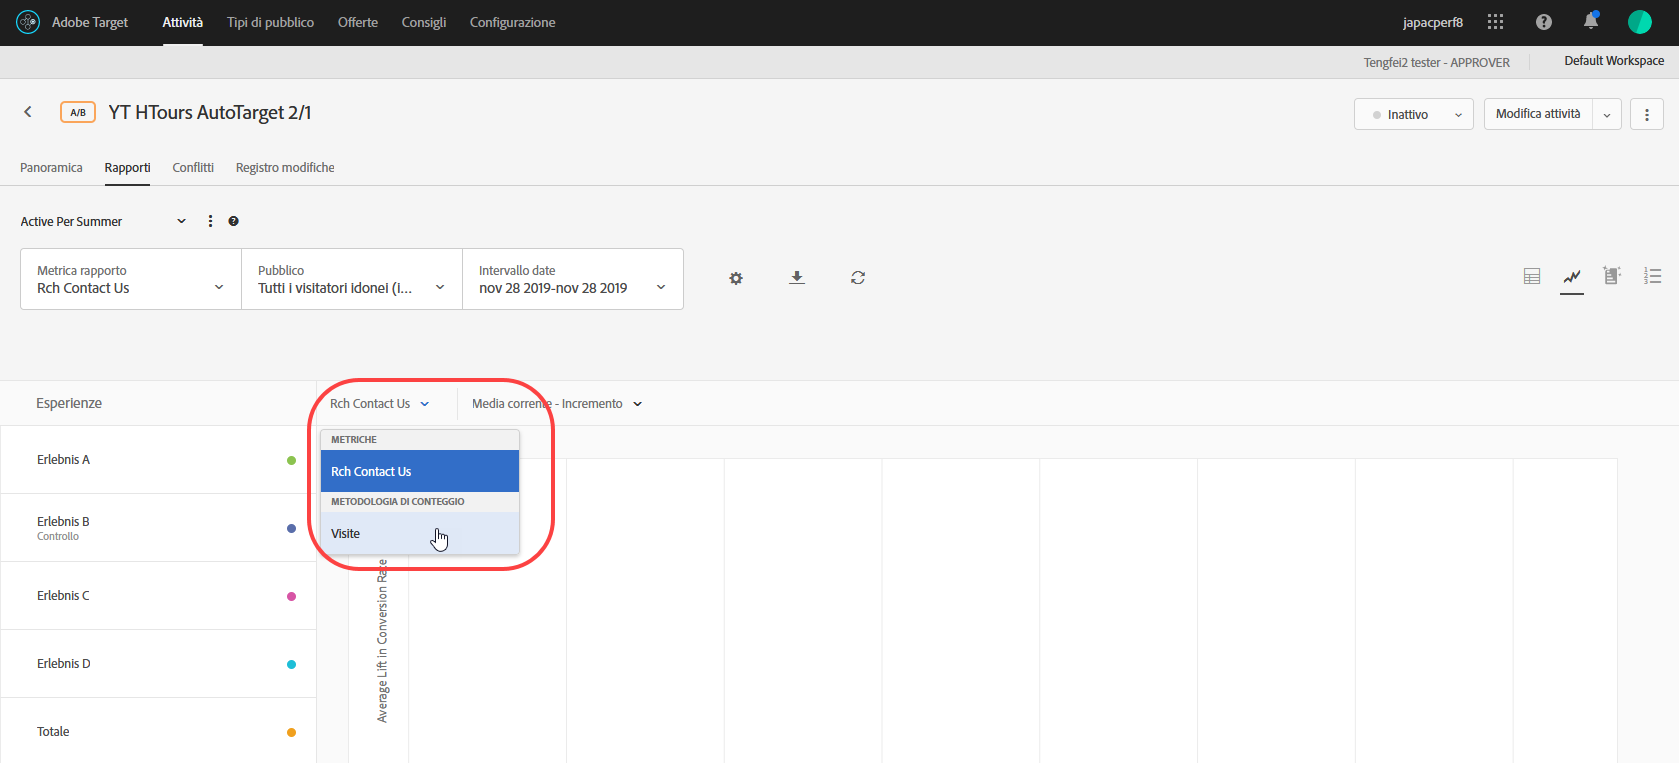 Adobe Target
Attività
Tipi di pubblico
Offerte
Consigli
Configurazione
japacperf8
Tengfei2 tester - APPROVER
Default Workspace
A/B
YT HTours AutoTarget 2/1
Inattivo
Modifica attività
Panoramica
Rapporti
Conflitti
Registro modifiche
Active Per Summer
Metrica rapporto
Rch Contact Us
Pubblico
Tutti i visitatori idonei (i...
Intervallo date
nov 28 2019-nov 28 2019
Esperienze
Rch Contact Us
Media corrente - Incremento
METRICHE
Rch Contact Us
METODOLOGIA DI CONTEGGIO
Visite
Erlebnis A
Erlebnis B
Controllo
Erlebnis C
Erlebnis D
Totale
Average Lift in Conversion Rate